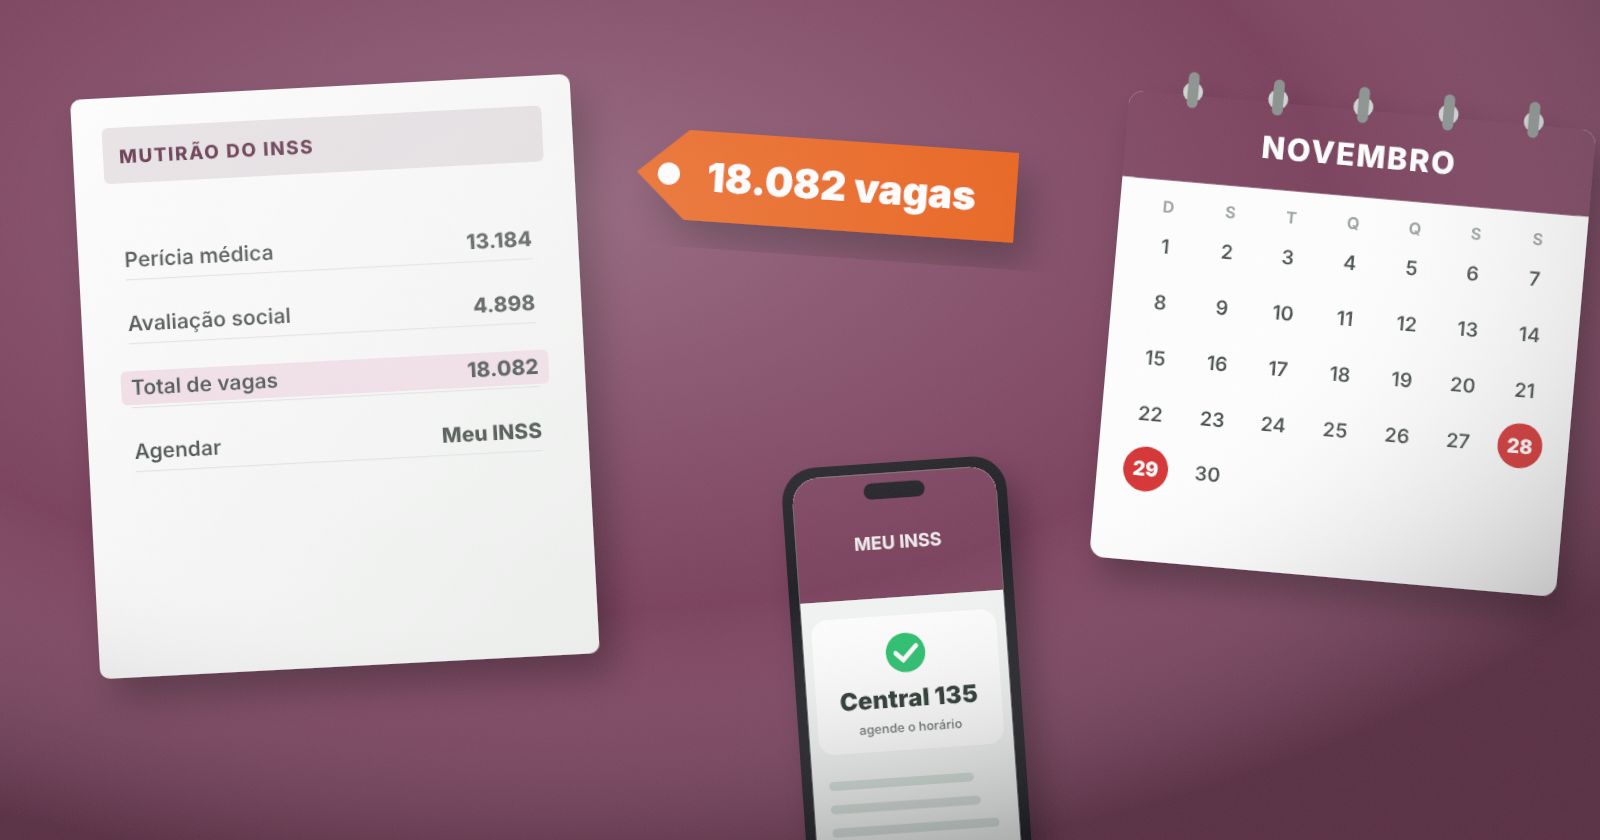 MUTIRÃO DO INSS
Perícia médica 13.184
Avaliação social 4.898
Total de vagas 18.082
Agendar Meu INSS
18.082 vagas
MEU INSS
Central 135
agende o horário
NOVEMBRO
D S T Q Q S S
1 2 3 4 5 6 7
8 9 10 11 12 13 14
15 16 17 18 19 20 21
22 23 24 25 26 27 28
29 30